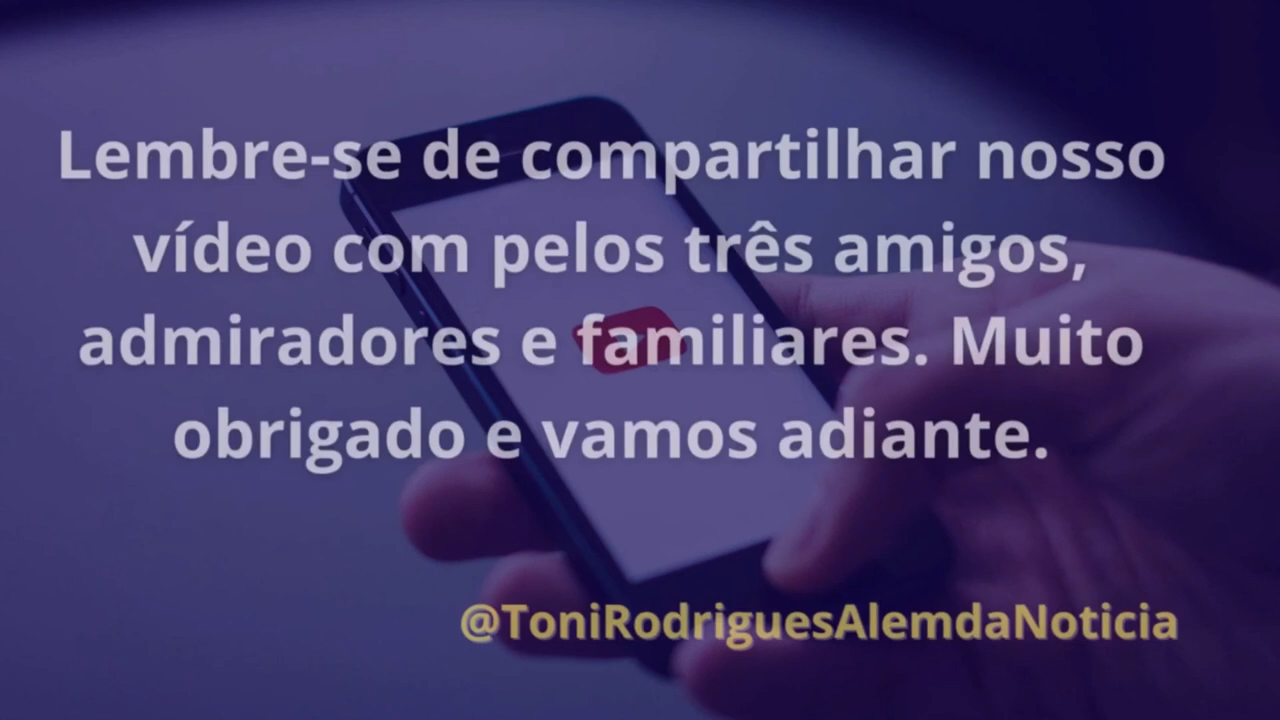 Lembre-se de compartilhar nosso
vídeo com pelos três amigos,
admiradores e familiares. Muito
obrigado e vamos adiante.
@ToniRodriguesAlemdaNoticia